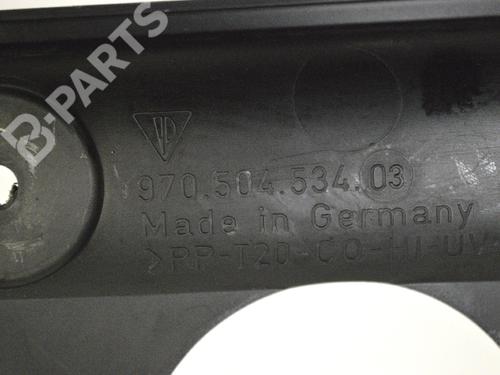 B-PARTS
970.504.534.03
Made in Germany
>PP-T20-CO-HI-UV